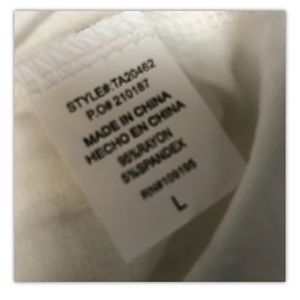 STYLE#:TA20462
P.O# 210187
MADE IN CHINA
HECHO EN CHINA
95%RAYON
5%SPANDEX
RN#109195
L